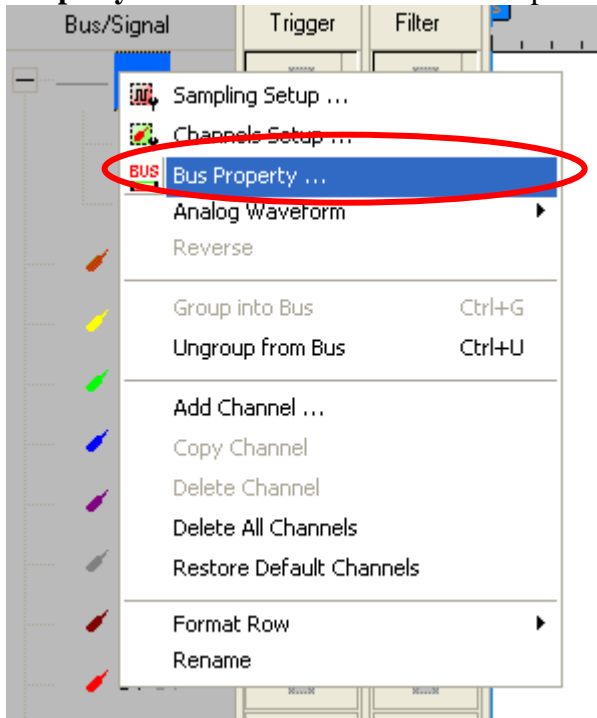 Bus/Signal Trigger Filter
Sampling Setup ...
Channels Setup ...
BUS Bus Property ...
Analog Waveform
Reverse
Group into Bus Ctrl+G
Ungroup from Bus Ctrl+U
Add Channel ...
Copy Channel
Delete Channel
Delete All Channels
Restore Default Channels
Format Row
Rename